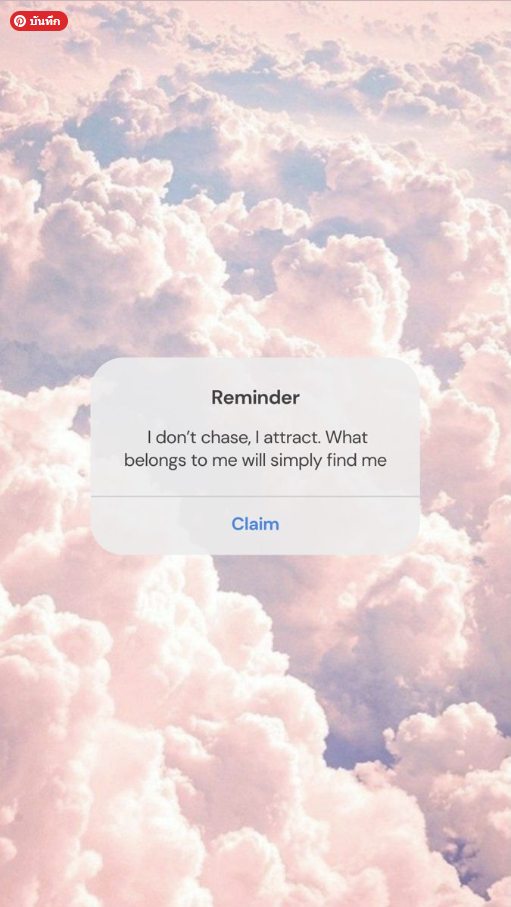 บันทึก
Reminder
I don’t chase, I attract. What
belongs to me will simply find me
Claim